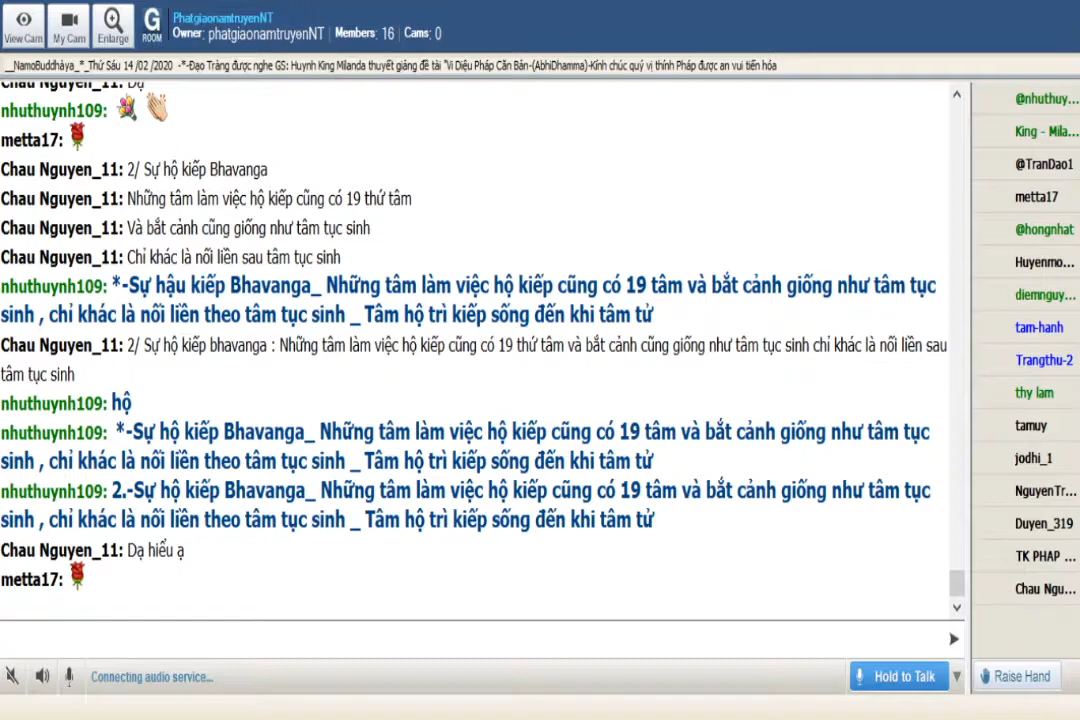 View Cam
My Cam
Enlarge
G
ROOM
PhatgiaonamtruyenNT
Owner: phatgiaonamtruyenNT | Members: 16 | Cams: 0
__NamoBuddhàya_*_Thứ Sáu 14 /02 /2020 -*-Đạo Tràng được nghe GS: Huynh King Milanda thuyết giảng đề tài "Vi Diệu Pháp Căn Bản-(AbhiDhamma)-Kính chúc quý vị thính Pháp được an vui tiến hóa
Chau Nguyen_11: Dạ
nhuthuynh109:
metta17:
Chau Nguyen_11: 2/ Sự hộ kiếp Bhavanga
Chau Nguyen_11: Những tâm làm việc hộ kiếp cũng có 19 thứ tâm
Chau Nguyen_11: Và bắt cảnh cũng giống như tâm tục sinh
Chau Nguyen_11: Chỉ khác là nối liền sau tâm tục sinh
nhuthuynh109: *-Sự hậu kiếp Bhavanga_ Những tâm làm việc hộ kiếp cũng có 19 tâm và bắt cảnh giống như tâm tục
sinh , chỉ khác là nối liền theo tâm tục sinh _ Tâm hộ trì kiếp sống đến khi tâm tử
Chau Nguyen_11: 2/ Sự hộ kiếp bhavanga : Những tâm làm việc hộ kiếp cũng có 19 thứ tâm và bắt cảnh cũng giống như tâm tục sinh chỉ khác là nối liền sau
tâm tục sinh
nhuthuynh109: hộ
nhuthuynh109: *-Sự hộ kiếp Bhavanga_ Những tâm làm việc hộ kiếp cũng có 19 tâm và bắt cảnh giống như tâm tục
sinh , chỉ khác là nối liền theo tâm tục sinh _ Tâm hộ trì kiếp sống đến khi tâm tử
nhuthuynh109: 2.-Sự hộ kiếp Bhavanga_ Những tâm làm việc hộ kiếp cũng có 19 tâm và bắt cảnh giống như tâm tục
sinh , chỉ khác là nối liền theo tâm tục sinh _ Tâm hộ trì kiếp sống đến khi tâm tử
Chau Nguyen_11: Dạ hiểu ạ
metta17:
@nhuthuy...
King - Mila...
@TranDao1
metta17
@hongnhat
Huyenmo...
diemnguy...
tam-hanh
Trangthu-2
thy lam
tamuy
jodhi_1
NguyenTr...
Duyen_319
TK PHAP ...
Chau Ngu...
Connecting audio service...
Hold to Talk
Raise Hand